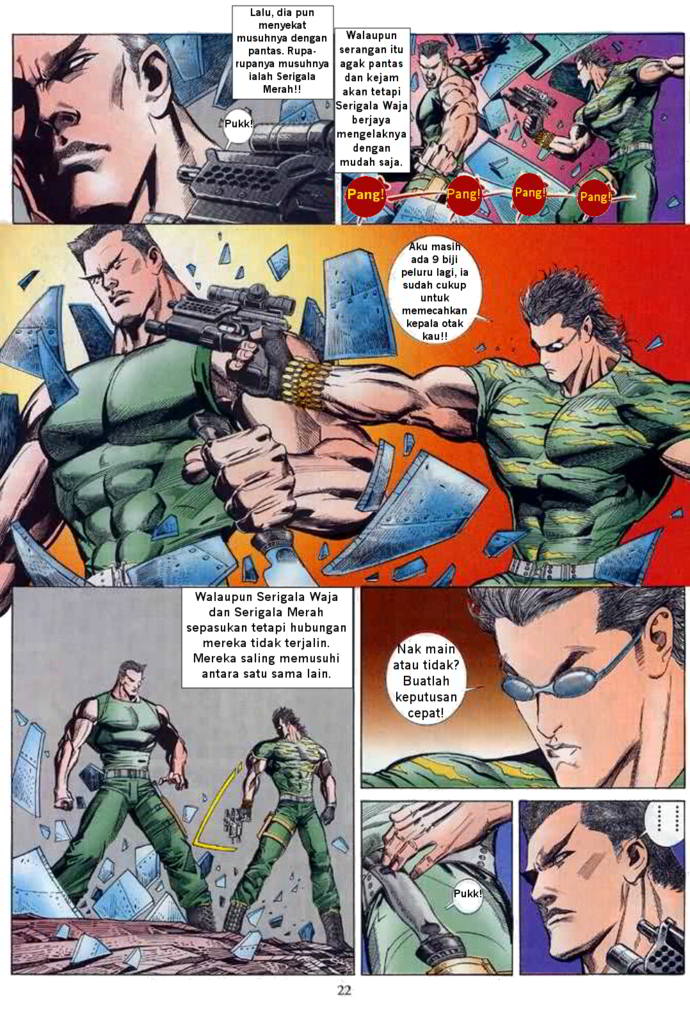 Lalu, dia pun
menyekat
musuhnya dengan
pantas. Rupa-
rupanya musuhnya
ialah Serigala
Merah!!
Pukk!
Walaupun
serangan itu
agak pantas
dan kejam
akan tetapi
Serigala Waja
berjaya
mengelaknya
dengan
mudah saja.
Pang!
Pang!
Pang!
Pang!
Aku masih
ada 9 biji
peluru lagi, ia
sudah cukup
untuk
memecahkan
kepala otak
kau!!
Walaupun Serigala Waja
dan Serigala Merah
sepasukan tetapi hubungan
mereka tidak terjalin.
Mereka saling memusuhi
antara satu sama lain.
Nak main
atau tidak?
Buatlah
keputusan
cepat!
Pukk!
22